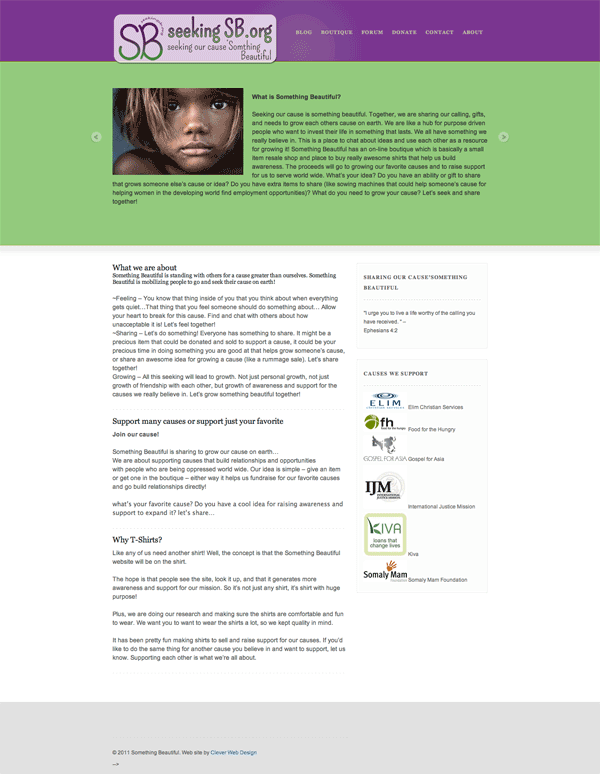 SB
seekingSB.org
seeking SB.org
seeking our cause 'Somthing
Beautiful
BLOG BOUTIQUE FORUM DONATE CONTACT ABOUT
What is Something Beautiful?
Seeking our cause is something beautiful. Together, we are sharing our calling, gifts,
and needs to grow each others cause on earth. We are like a hub for purpose driven
people who want to invest their life in something that lasts. We all have something we
really believe in. This is a place to chat about ideas and use each other as a resource
for growing it! Something Beautiful has an on-line boutique which is basically a small
item resale shop and place to buy really awesome shirts that help us build
awareness. The proceeds will go to growing our favorite causes and to raise support
for us to serve world wide. What's your idea? Do you have an ability or gift to share
that grows someone else's cause or idea? Do you have extra items to share (like sowing machines that could help someone's cause for
helping women in the developing world find employment opportunities)? What do you need to grow your cause? Let's seek and share
together!
What we are about
Something Beautiful is standing with others for a cause greater than ourselves. Something
Beautiful is mobilizing people to go and seek their cause on earth!
~Feeling – You know that thing inside of you that you think about when everything
gets quiet…That thing that you feel someone should do something about… Allow
your heart to break for this cause. Find and chat with others about how
unacceptable it is! Let's feel together!
~Sharing – Let's do something! Everyone has something to share. It might be a
precious item that could be donated and sold to support a cause, it could be your
precious time in doing something you are good at that helps grow someone's cause,
or share an awesome idea for growing a cause (like a rummage sale). Let's share
together!
Growing – All this seeking will lead to growth. Not just personal growth, not just
growth of friendship with each other, but growth of awareness and support for the
causes we really believe in. Let's grow something beautiful together!
Support many causes or support just your favorite
Join our cause!
Something Beautiful is sharing to grow our cause on earth…
We are about supporting causes that build relationships and opportunities
with people who are being oppressed world wide. Our idea is simple – give an item
or get one in the boutique – either way it helps us fundraise for our favorite causes
and go build relationships directly!
what's your favorite cause? Do you have a cool idea for raising awareness and
support to expand it? let's share…
Why T-Shirts?
Like any of us need another shirt! Well, the concept is that the Something Beautiful
website will be on the shirt.
The hope is that people see the site, look it up, and that it generates more
awareness and support for our mission. So it's not just any shirt, it's shirt with huge
purpose!
Plus, we are doing our research and making sure the shirts are comfortable and fun
to wear. We want you to want to wear the shirts a lot, so we kept quality in mind.
It has been pretty fun making shirts to sell and raise support for our causes. If you'd
like to do the same thing for another cause you believe in and want to support, let us
know. Supporting each other is what we're all about.
SHARING OUR CAUSE'SOMETHING
BEAUTIFUL
"I urge you to live a life worthy of the calling you
have received." –
Ephesians 4:2
CAUSES WE SUPPORT
ELIM
Elim Christian Services
fh
food for the hungry
Food for the Hungry
GOSPEL FOR ASIA
Gospel for Asia
IJM
INTERNATIONAL
JUSTICE MISSION
International Justice Mission
KIVA
loans that
change lives
Kiva
Somaly Mam
Somaly Mam Foundation
© 2011 Something Beautiful. Web site by Clever Web Design
-->